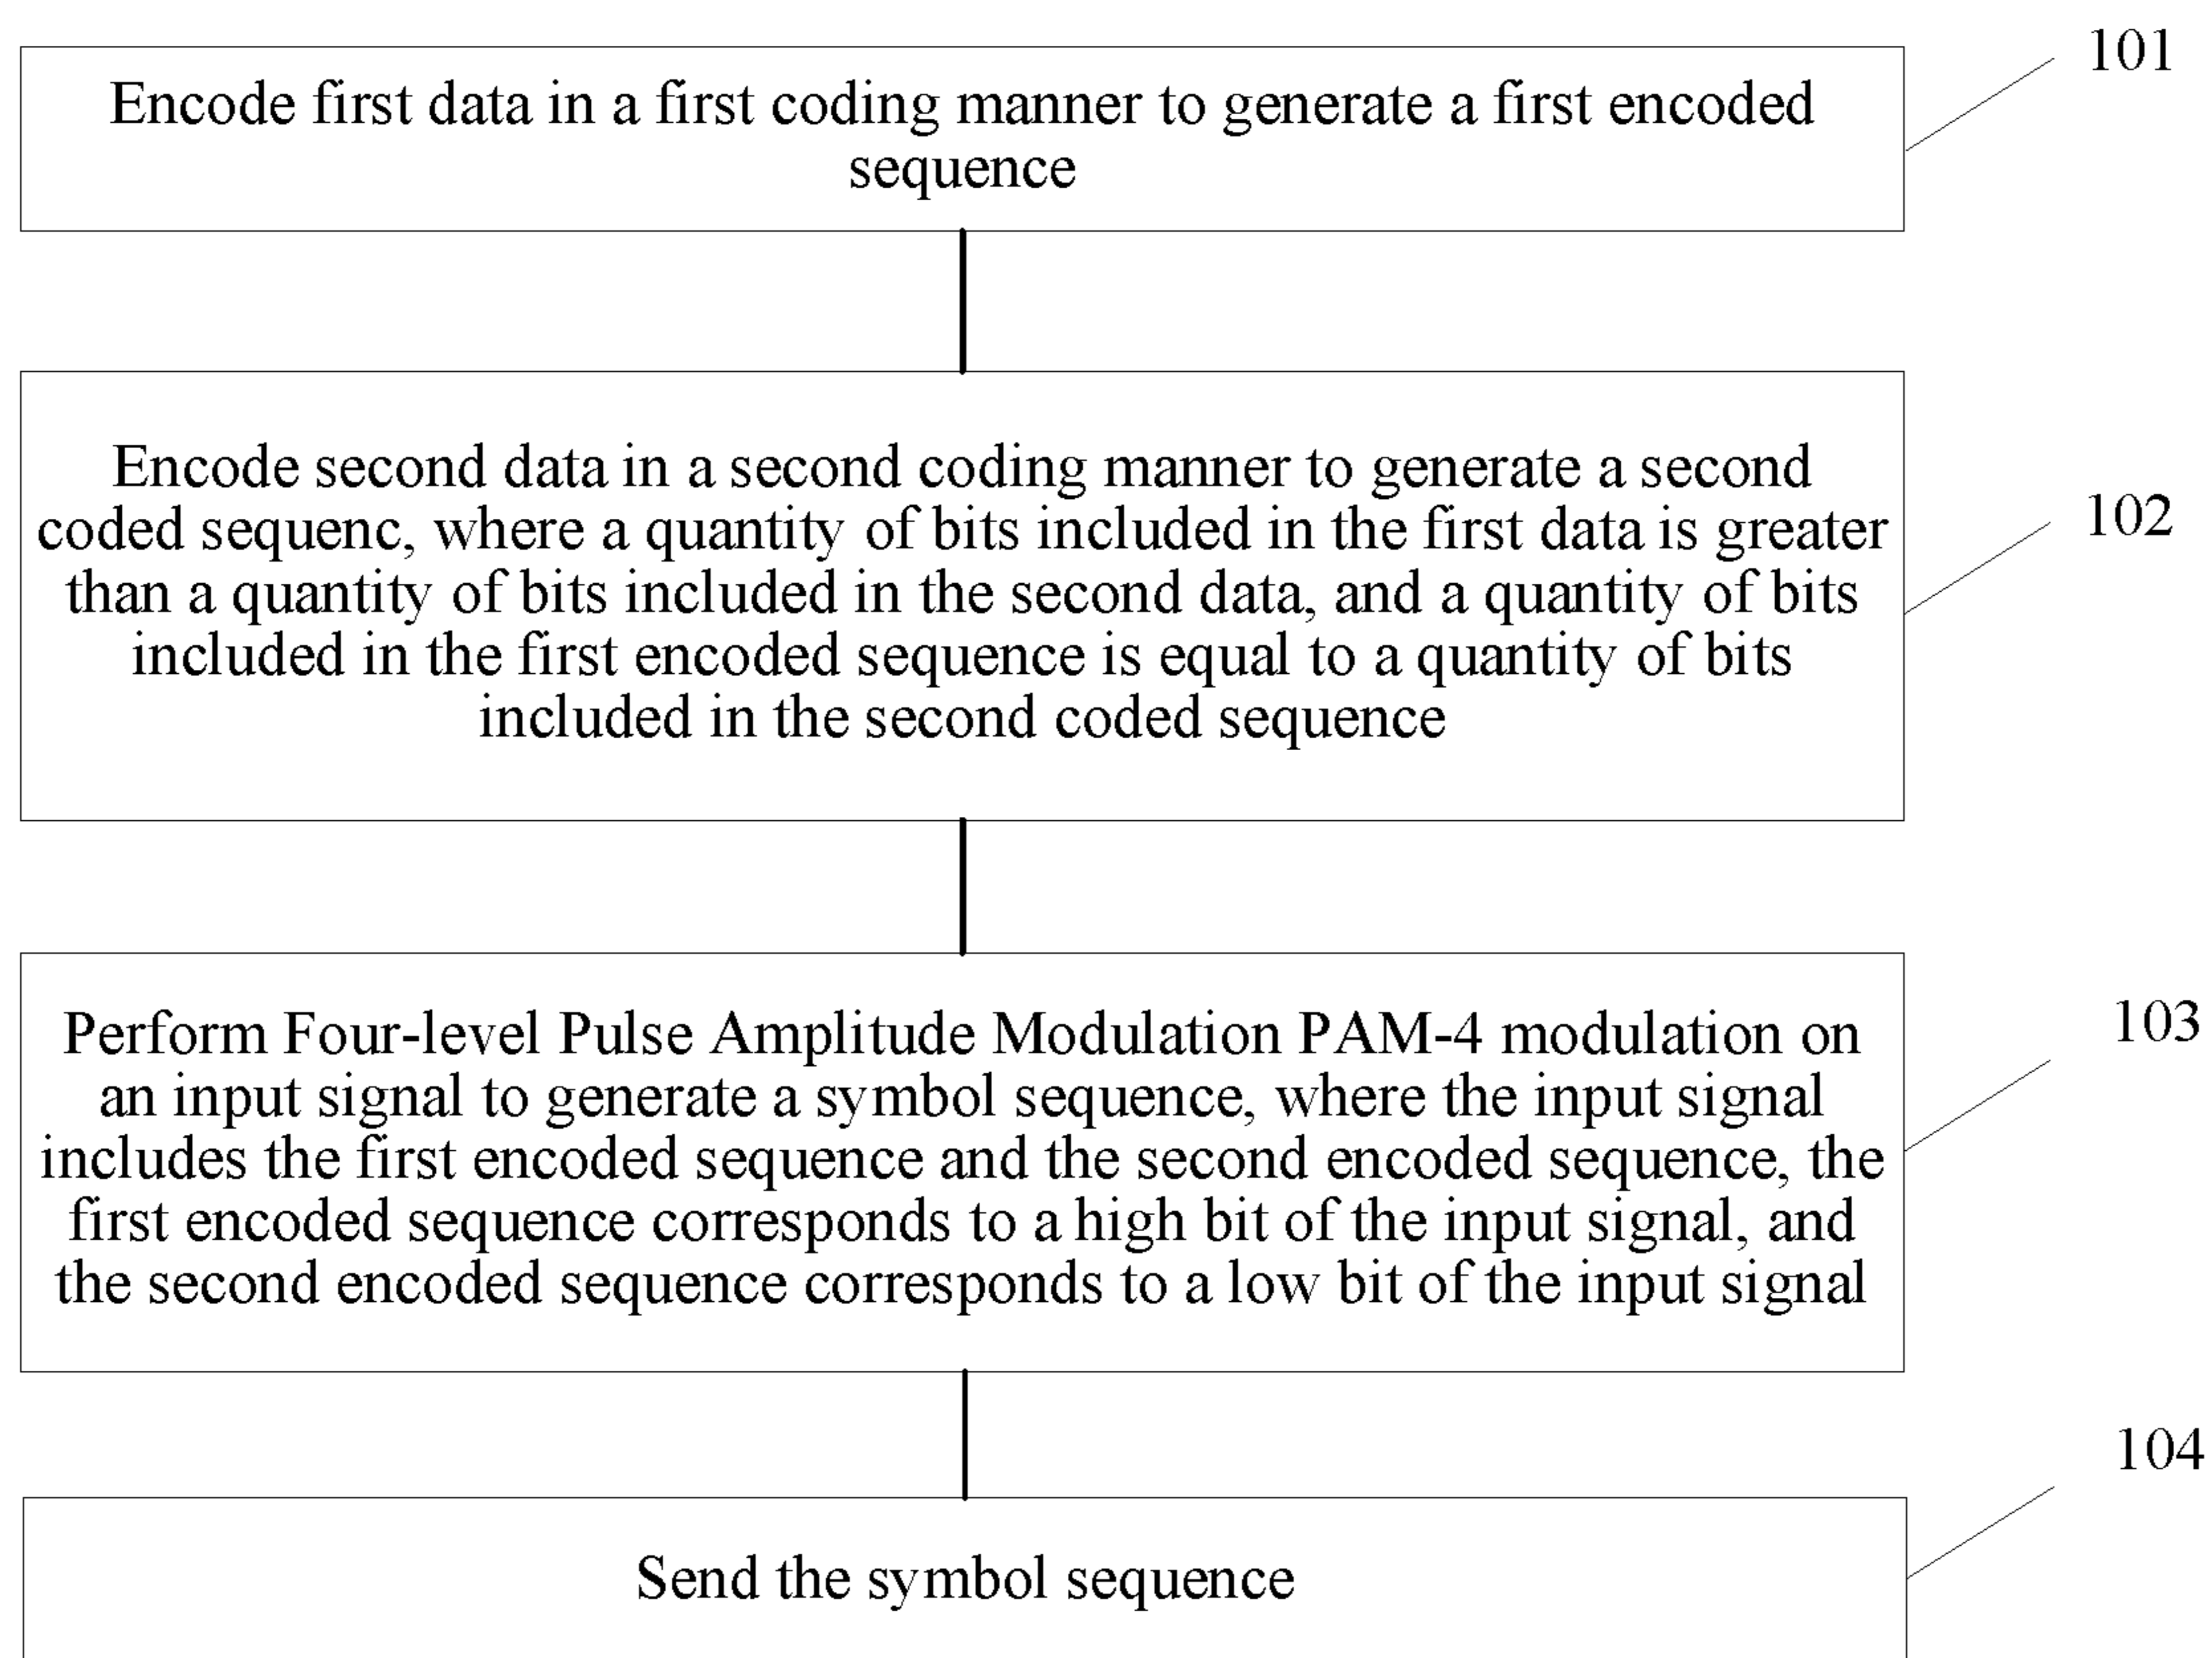 101
Encode first data in a first coding manner to generate a first encoded
sequence
Encode second data in a second coding manner to generate a second
coded sequenc, where a quantity of bits included in the first data is greater
than a quantity of bits included in the second data, and a quantity of bits
included in the first encoded sequence is equal to a quantity of bits
included in the second coded sequence
102
Perform Four-level Pulse Amplitude Modulation PAM-4 modulation on
an input signal to generate a symbol sequence, where the input signal
includes the first encoded sequence and the second encoded sequence, the
first encoded sequence corresponds to a high bit of the input signal, and
the second encoded sequence corresponds to a low bit of the input signal
103
104
Send the symbol sequence